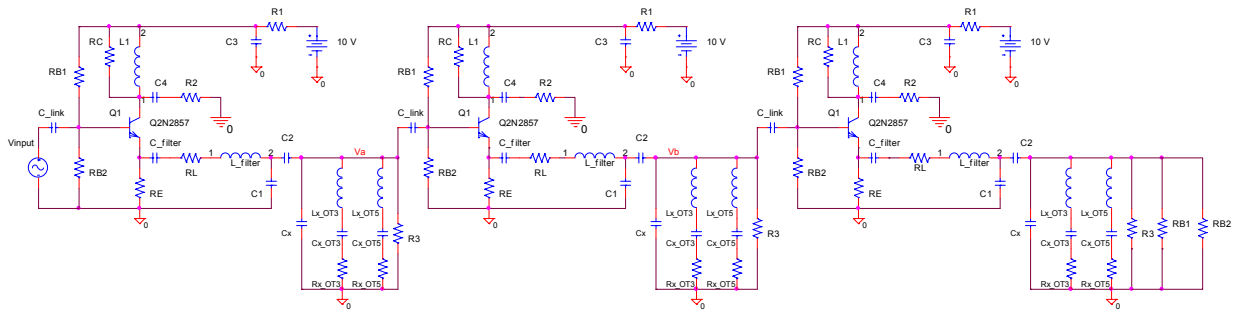 R1
2
RC
L1
C3
10 V
RB1
0
0
C4
R2
1
C_link
Q1
Q2N2857
0
Vinput
C_filter
C2
Va
1
2
RL
L_filter
RB2
RE
C1
0
Lx_OT3
Lx_OT5
Cx
R3
Cx_OT3
Cx_OT5
Rx_OT3
Rx_OT5
0
R1
2
RC
L1
C3
10 V
RB1
0
0
C4
R2
1
C_link
Q1
Q2N2857
0
C_filter
C2
Vb
1
2
RL
L_filter
RB2
RE
C1
0
Lx_OT3
Lx_OT5
Cx
R3
Cx_OT3
Cx_OT5
Rx_OT3
Rx_OT5
0
R1
2
RC
L1
C3
10 V
RB1
0
0
C4
R2
1
C_link
Q1
Q2N2857
0
C_filter
C2
1
2
RL
L_filter
RB2
RE
C1
0
Lx_OT3
Lx_OT5
Cx
R3
RB1
RB2
Cx_OT3
Cx_OT5
Rx_OT3
Rx_OT5
0